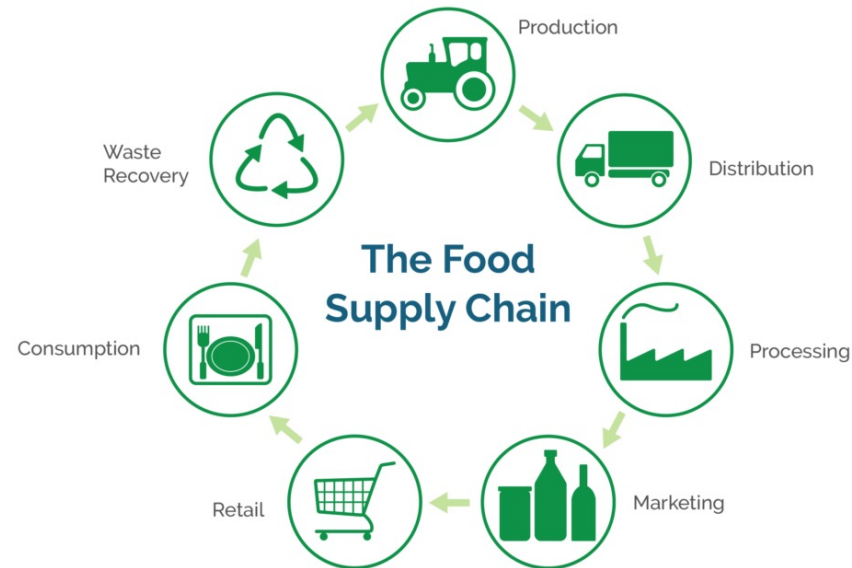 The Food
Supply Chain
Production
Distribution
Processing
Marketing
Retail
Consumption
Waste
Recovery